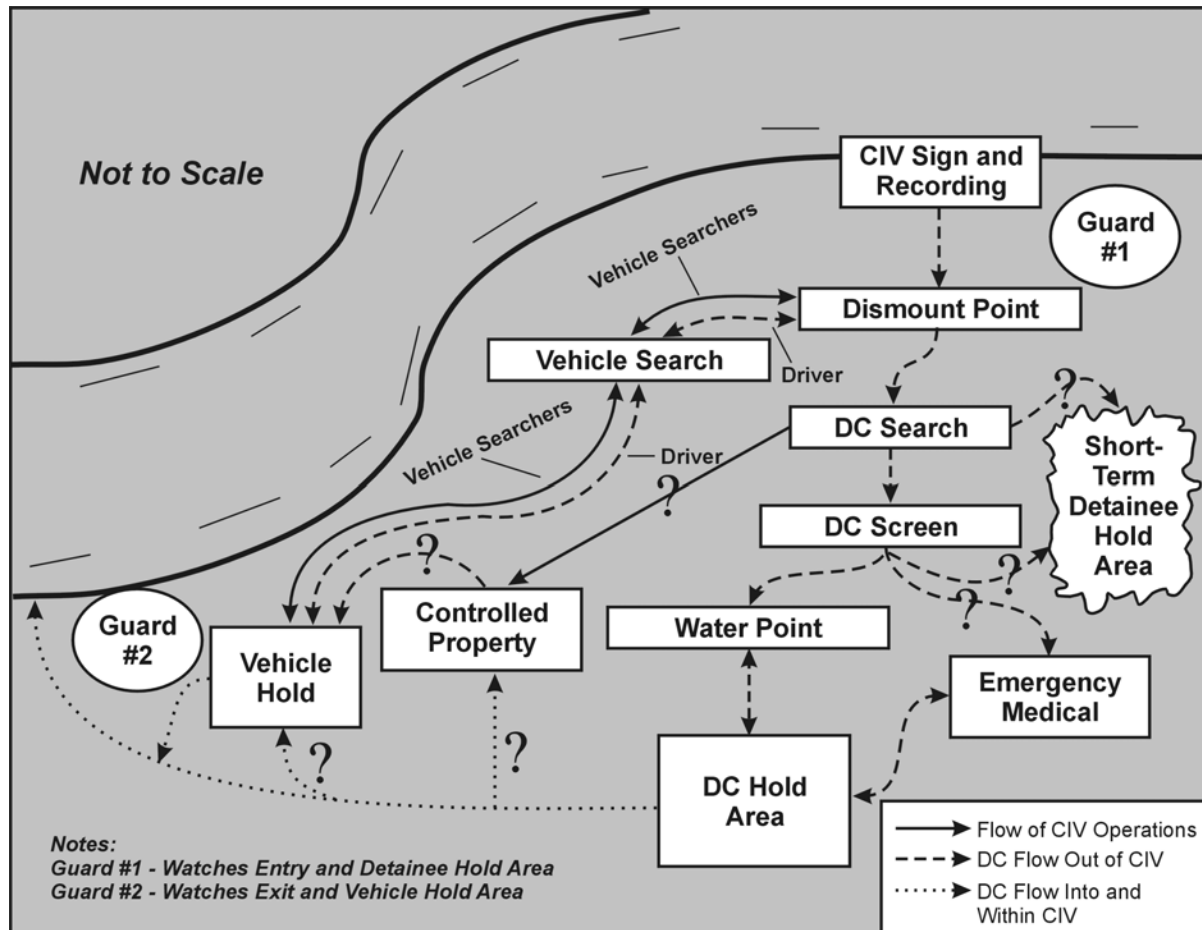 Not to Scale
CIV Sign and
Recording
Guard
#1
Vehicle Searchers
Dismount Point
Vehicle Search
Driver
?
Vehicle Searchers
DC Search
Short-
Term
Detainee
Hold
Area
Driver
?
DC Screen
?
?
?
Controlled
Property
Water Point
Guard
#2
Vehicle
Hold
Emergency
Medical
?
?
DC Hold
Area
Notes:
Guard #1 - Watches Entry and Detainee Hold Area
Guard #2 - Watches Exit and Vehicle Hold Area
Flow of CIV Operations
DC Flow Out of CIV
DC Flow Into and
Within CIV